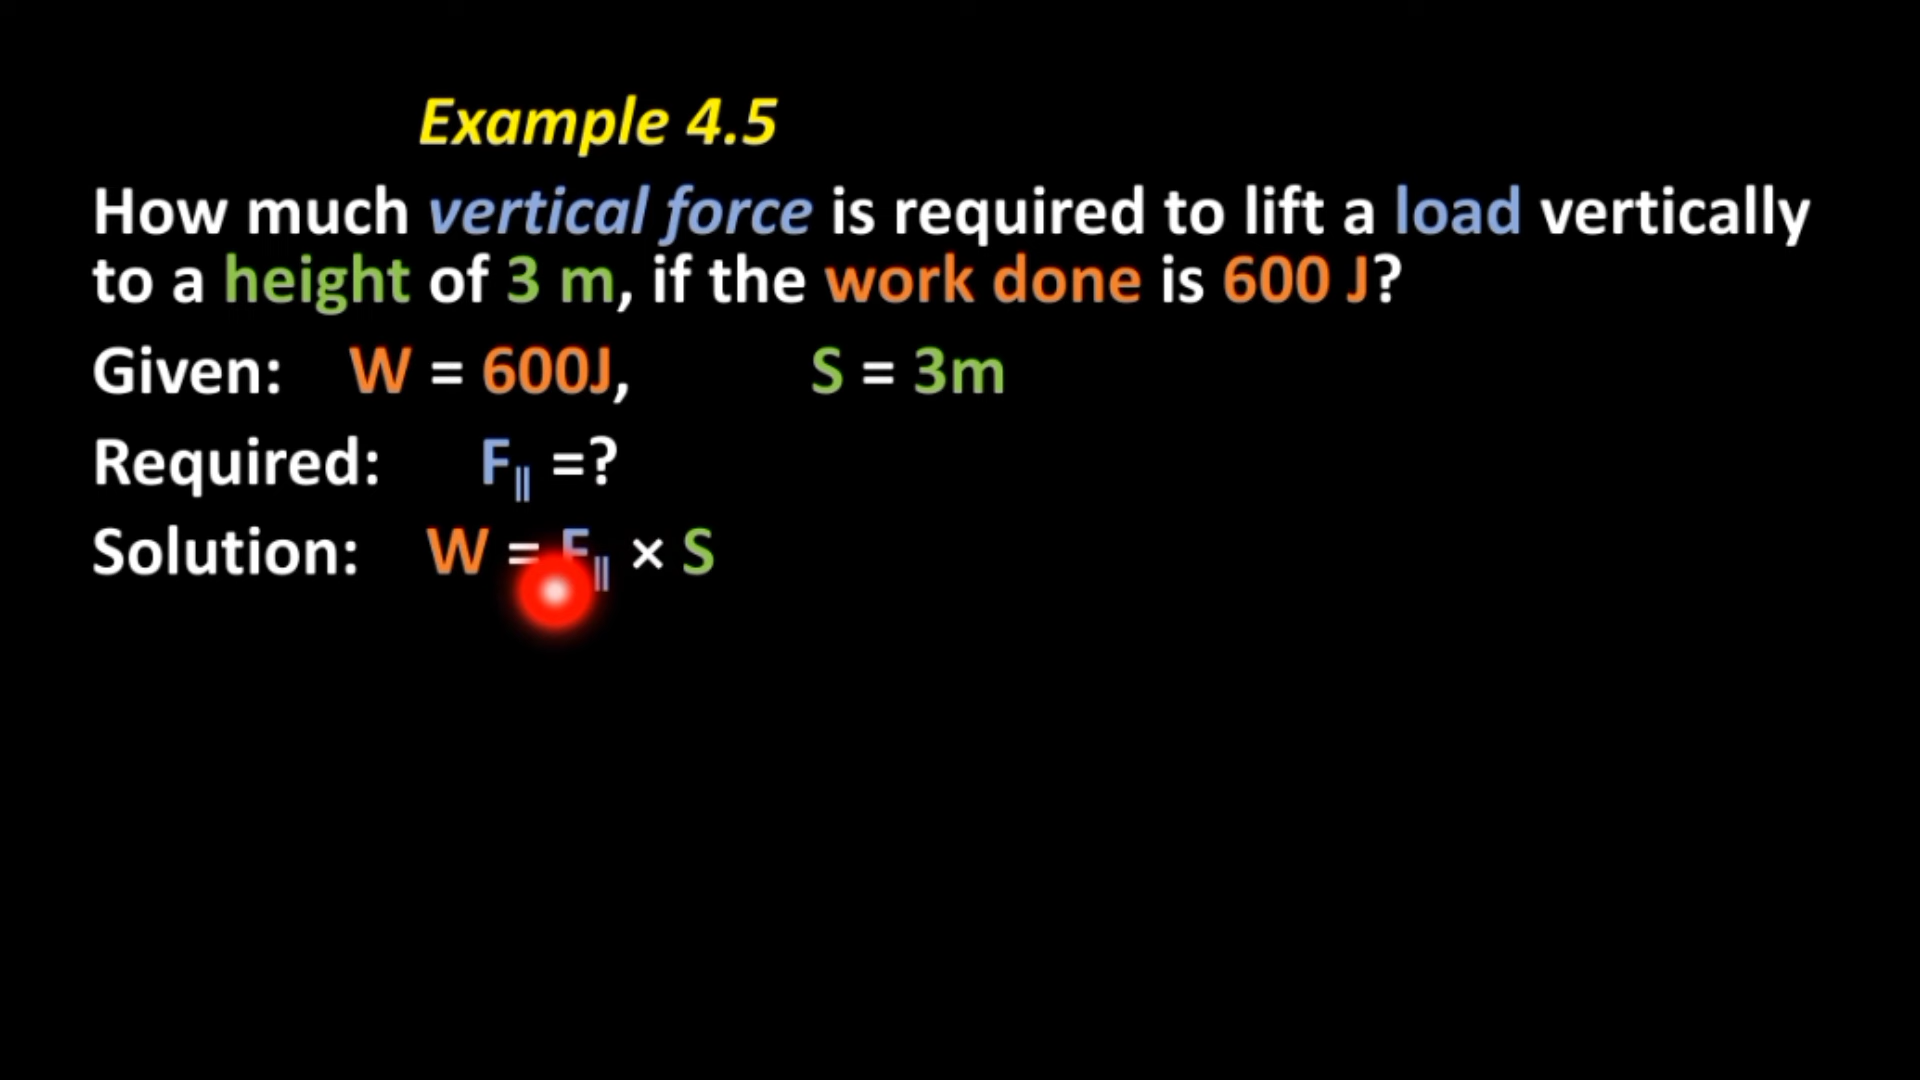 Example 4.5
How much vertical force is required to lift a load vertically
to a height of 3 m, if the work done is 600 J?
Given: W = 600J, S = 3m
Required: F|| =?
Solution: W = F|| × S